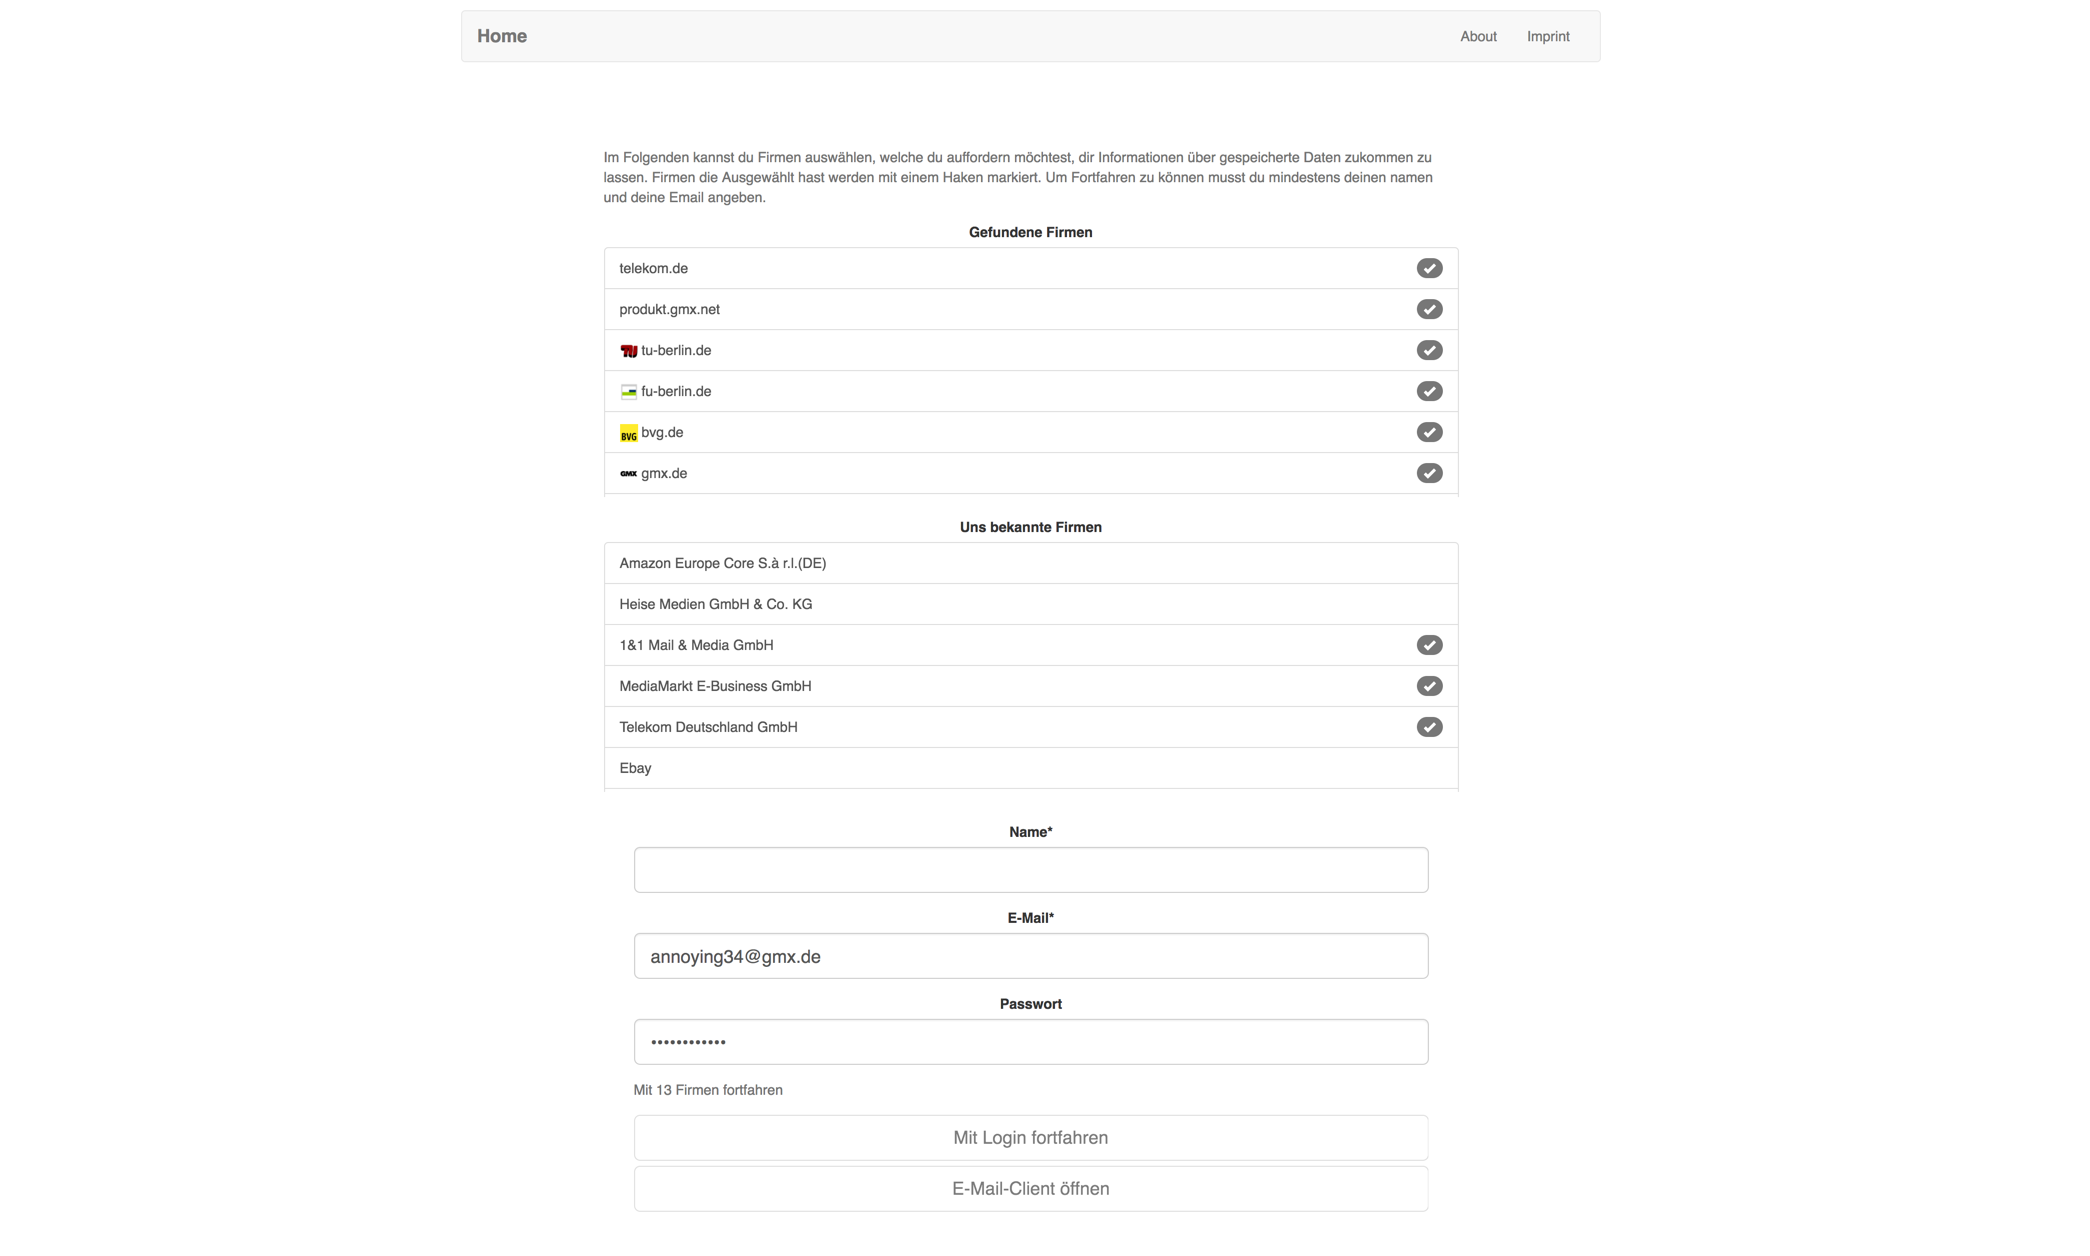 Home
About
Imprint
Im Folgenden kannst du Firmen auswählen, welche du auffordern möchtest, dir Informationen über gespeicherte Daten zukommen zu
lassen. Firmen die Ausgewählt hast werden mit einem Haken markiert. Um Fortfahren zu können musst du mindestens deinen namen
und deine Email angeben.
Gefundene Firmen
telekom.de
produkt.gmx.net
TU tu-berlin.de
fu-berlin.de
BVG bvg.de
GMX gmx.de
Uns bekannte Firmen
Amazon Europe Core S.à r.l.(DE)
Heise Medien GmbH & Co. KG
1&1 Mail & Media GmbH
MediaMarkt E-Business GmbH
Telekom Deutschland GmbH
Ebay
Name*
E-Mail*
annoying34@gmx.de
Passwort
••••••••••••
Mit 13 Firmen fortfahren
Mit Login fortfahren
E-Mail-Client öffnen